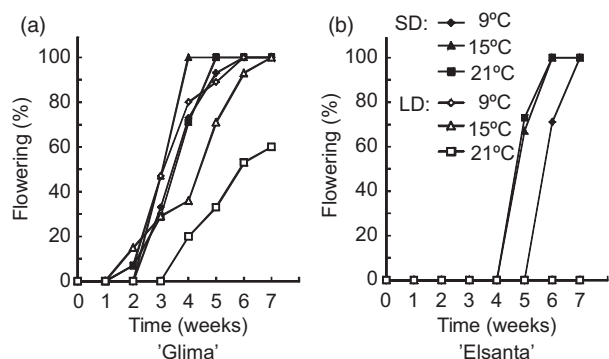 (a)
Flowering (%)
100
80
60
40
20
0
0 1 2 3 4 5 6 7
Time (weeks)
'Glima'
(b)
SD: 9ºC
15ºC
21ºC
LD: 9ºC
15ºC
21ºC
Flowering (%)
100
80
60
40
20
0
0 1 2 3 4 5 6 7
Time (weeks)
'Elsanta'